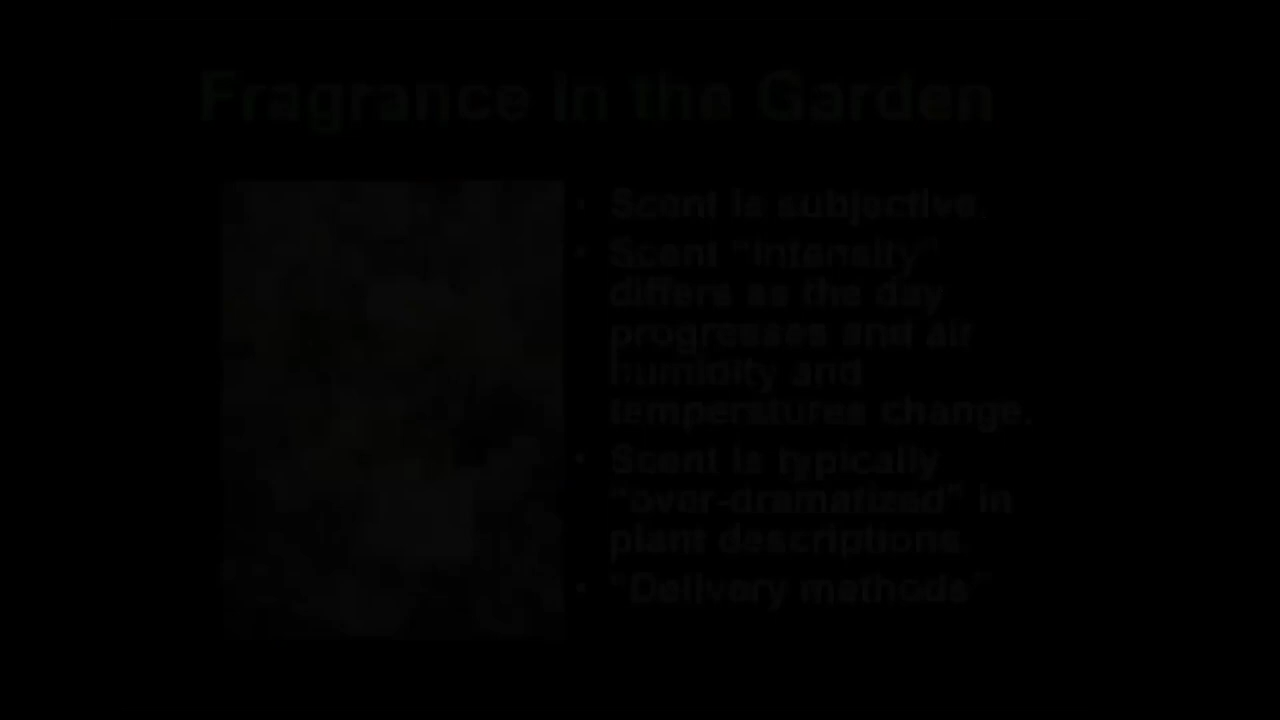 Fragrance in the Garden
• Scent is subjective.
• Scent "intensity"
differs as the day
progresses and air
humidity and
temperatures change.
• Scent is typically
"over-dramatized" in
plant descriptions.
• "Delivery methods"